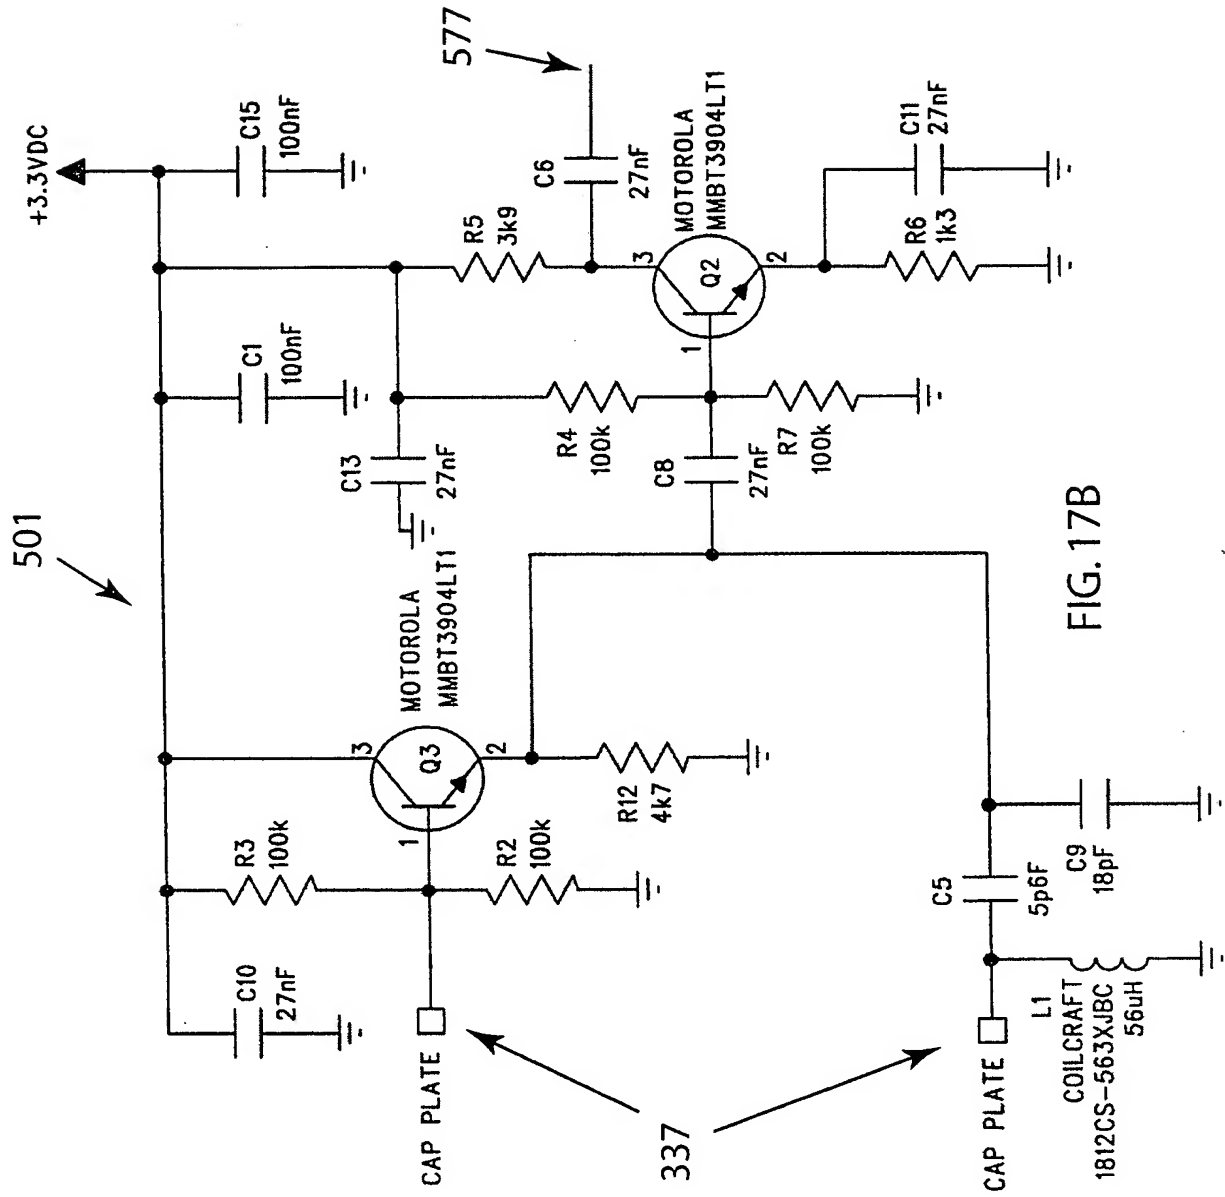 501
+3.3VDC
577
C15
100nF
C1
100nF
R5
3k9
C6
27nF
MOTOROLA
MMBT3904LT1
3
Q2
1
2
C11
27nF
R6
1k3
C13
27nF
R4
100k
C8
27nF
R7
100k
MOTOROLA
MMBT3904LT1
3
Q3
1
2
R3
100k
R2
100k
R12
4k7
C10
27nF
CAP PLATE
337
CAP PLATE
C5
5p6F
C9
18pF
L1
COILCRAFT
1812CS-563XJBC
56uH
FIG. 17B